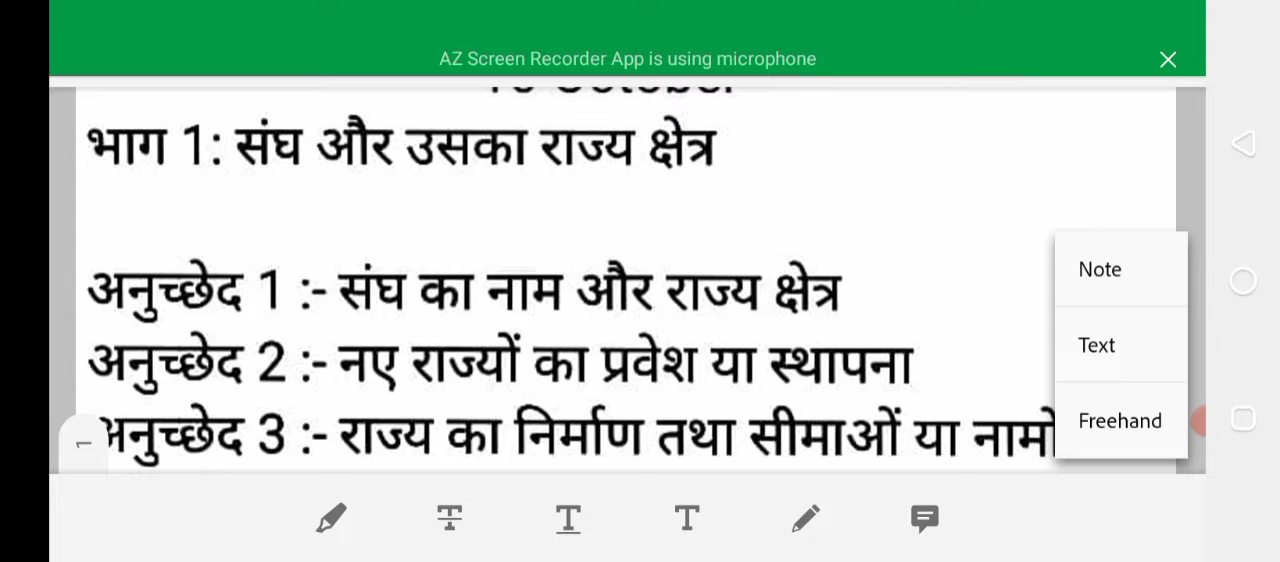 AZ Screen Recorder App is using microphone
भाग 1: संघ और उसका राज्य क्षेत्र
अनुच्छेद 1 :- संघ का नाम और राज्य क्षेत्र
अनुच्छेद 2 :- नए राज्यों का प्रवेश या स्थापना
अनुच्छेद 3 :- राज्य का निर्माण तथा सीमाओं या नामो
Note
Text
Freehand
1